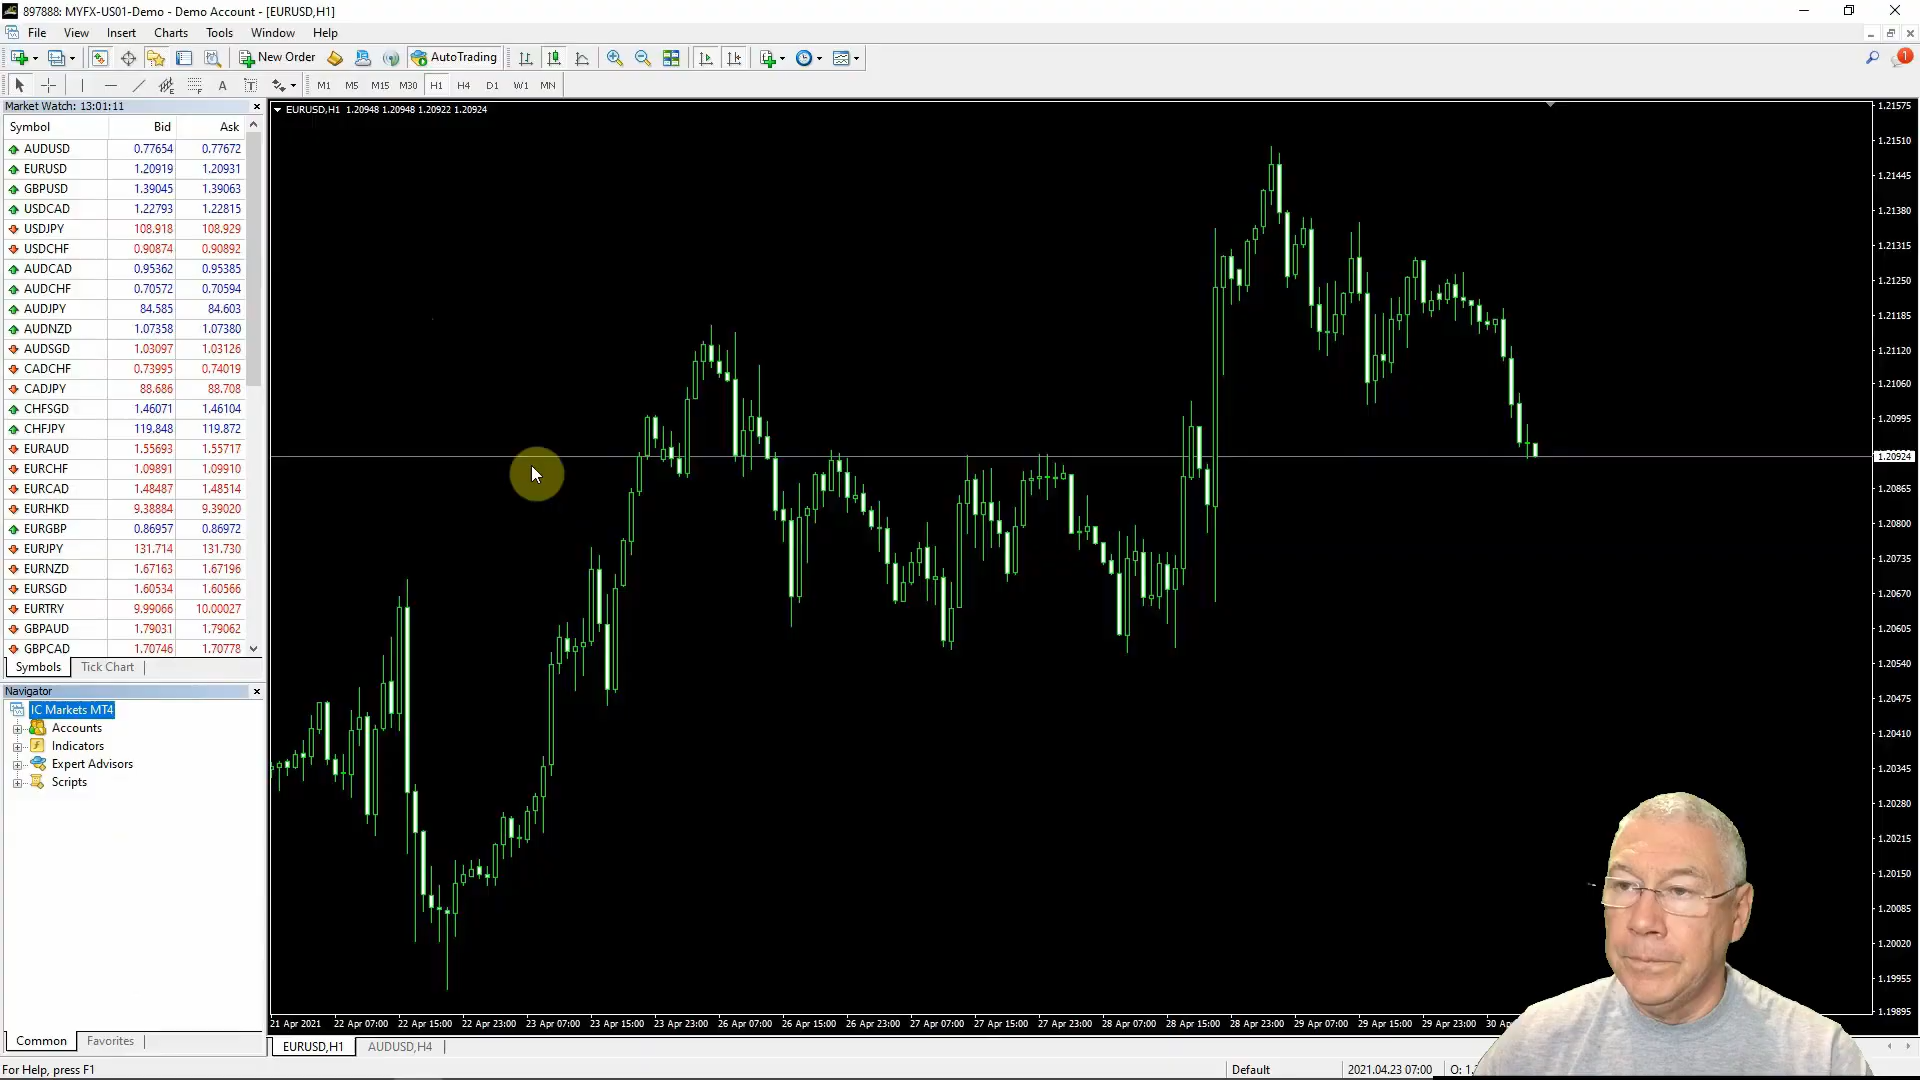 897888: MYFX-US01-Demo - Demo Account - [EURUSD,H1]
File View Insert Charts Tools Window Help
New Order AutoTrading
A T M1 M5 M15 M30 H1 H4 D1 W1 MN
Market Watch: 13:01:11
Symbol Bid Ask
AUDUSD 0.77654 0.77672
EURUSD 1.20919 1.20931
GBPUSD 1.39045 1.39063
USDCAD 1.22793 1.22815
USDJPY 108.918 108.929
USDCHF 0.90874 0.90892
AUDCAD 0.95362 0.95385
AUDCHF 0.70572 0.70594
AUDJPY 84.585 84.603
AUDNZD 1.07358 1.07380
AUDSGD 1.03097 1.03126
CADCHF 0.73995 0.74019
CADJPY 88.686 88.708
CHFSGD 1.46071 1.46104
CHFJPY 119.848 119.872
EURAUD 1.55693 1.55717
EURCHF 1.09891 1.09910
EURCAD 1.48487 1.48514
EURHKD 9.38884 9.39020
EURGBP 0.86957 0.86972
EURJPY 131.714 131.730
EURNZD 1.67163 1.67196
EURSGD 1.60534 1.60566
EURTRY 9.99066 10.00027
GBPAUD 1.79031 1.79062
GBPCAD 1.70746 1.70778
Symbols Tick Chart
Navigator
IC Markets MT4
Accounts
Indicators
Expert Advisors
Scripts
Common Favorites
EURUSD,H1 1.20948 1.20948 1.20922 1.20924
1.21575
1.21510
1.21445
1.21380
1.21315
1.21250
1.21185
1.21120
1.21060
1.20995
1.20924
1.20865
1.20800
1.20735
1.20670
1.20605
1.20540
1.20475
1.20410
1.20345
1.20280
1.20215
1.20150
1.20085
1.20020
1.19955
1.19895
21 Apr 2021 22 Apr 07:00 22 Apr 15:00 22 Apr 23:00 23 Apr 07:00 23 Apr 15:00 23 Apr 23:00 26 Apr 07:00 26 Apr 15:00 26 Apr 23:00 27 Apr 07:00 27 Apr 15:00 27 Apr 23:00 28 Apr 07:00 28 Apr 15:00 28 Apr 23:00 29 Apr 07:00 29 Apr 15:00 29 Apr 23:00 30
EURUSD,H1 AUDUSD,H4
For Help, press F1 Default 2021.04.23 07:00 O: 1.